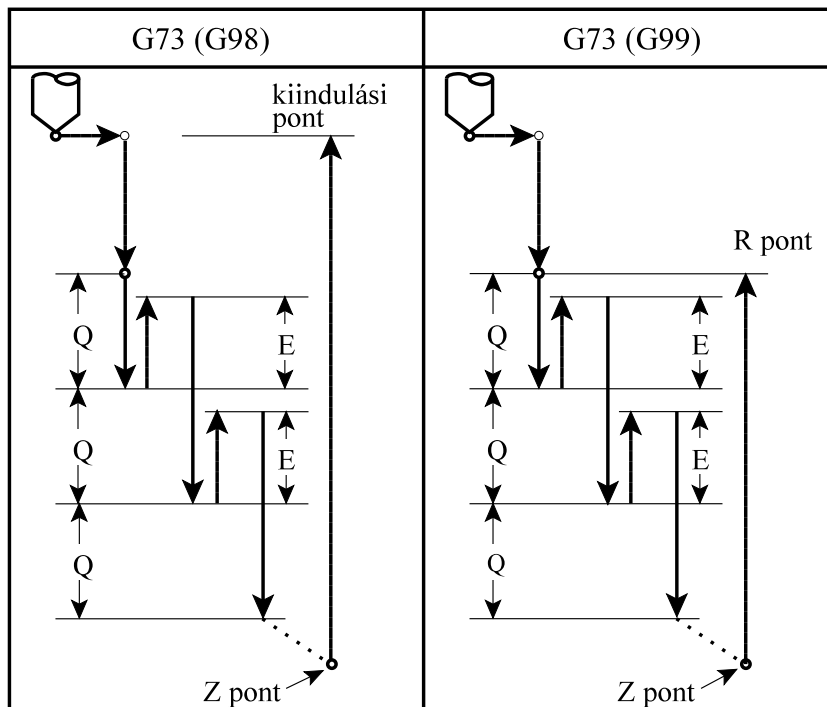 G73 (G98)
G73 (G99)
kiindulási
pont
Q
E
Q
E
Q
Z pont
R pont
Q
E
Q
E
Q
Z pont